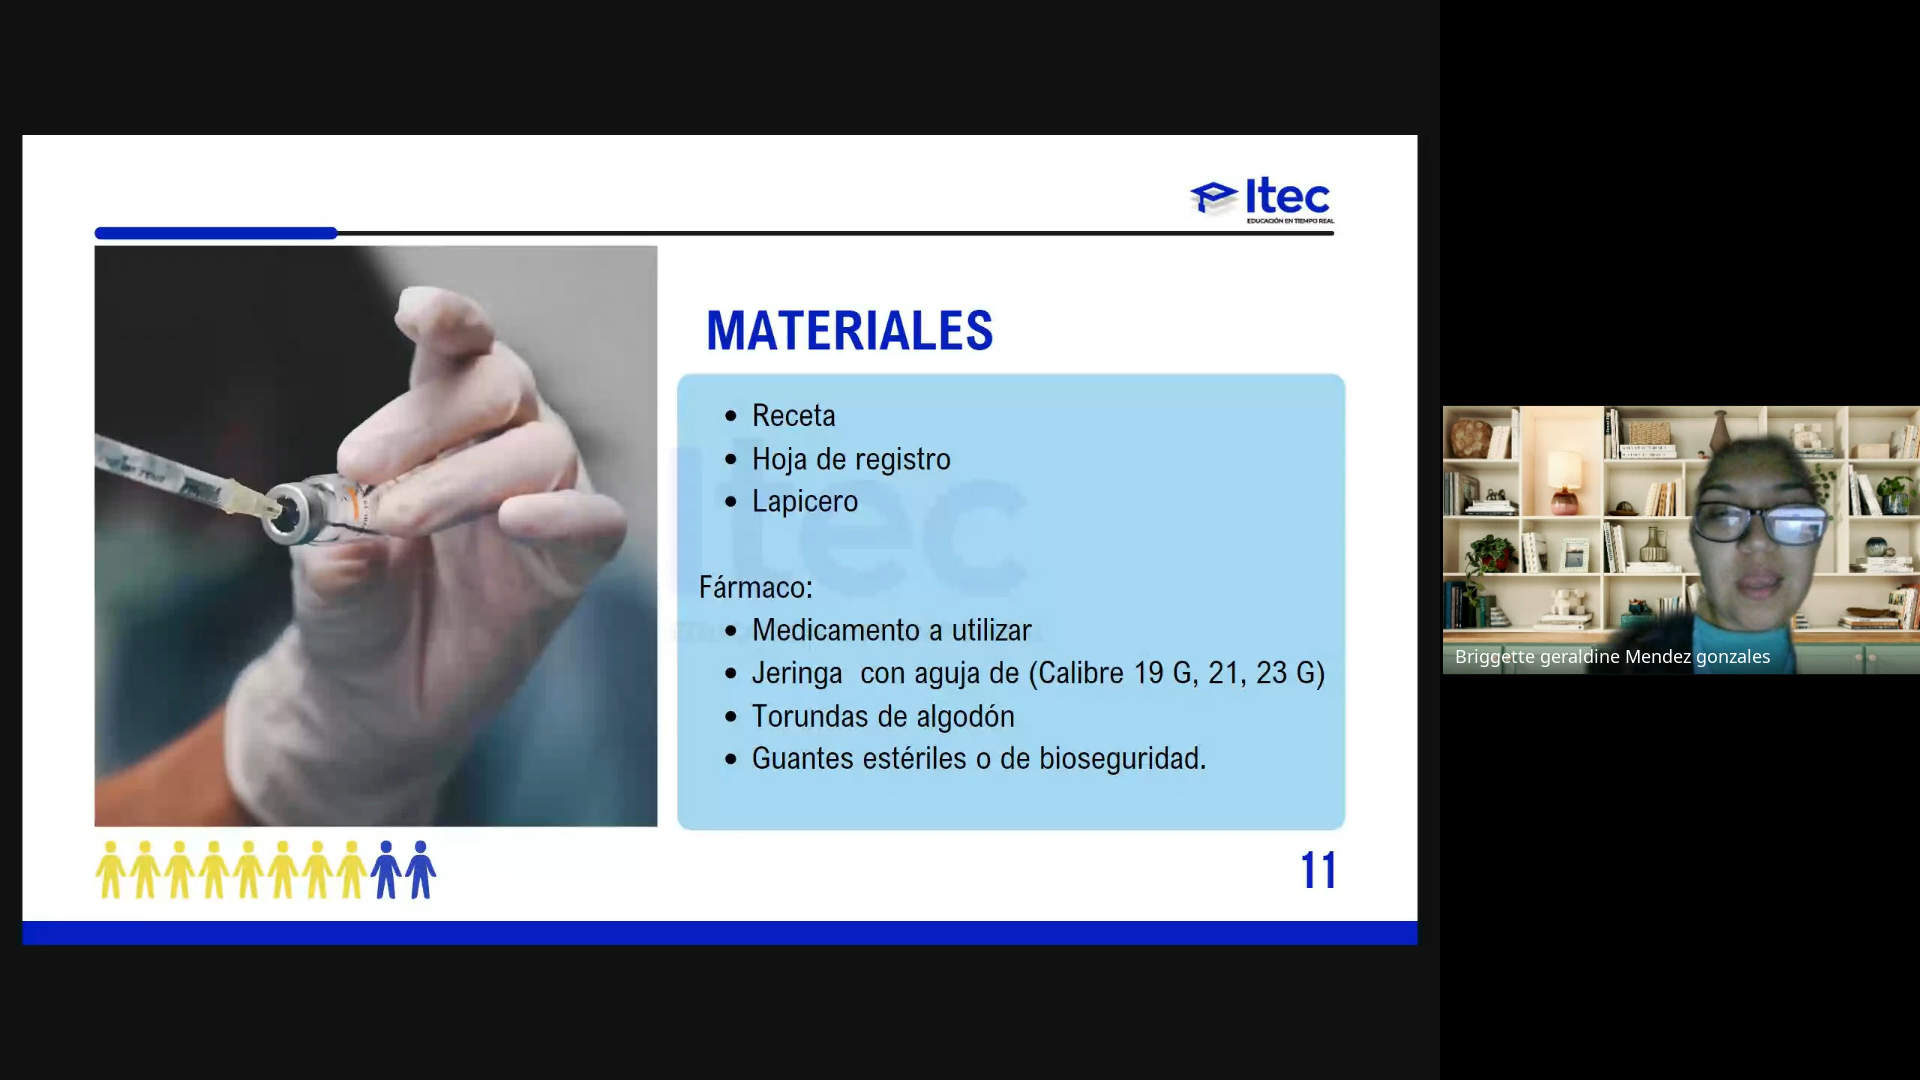 Itec
EDUCACIÓN EN TIEMPO REAL
MATERIALES
• Receta
• Hoja de registro
• Lapicero
Fármaco:
• Medicamento a utilizar
• Jeringa con aguja de (Calibre 19 G, 21, 23 G)
• Torundas de algodón
• Guantes estériles o de bioseguridad.
Itec
11
Briggette geraldine Mendez gonzales